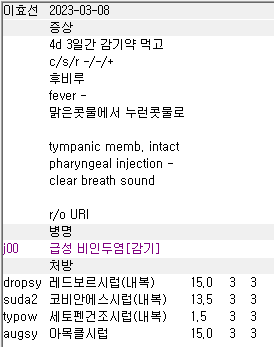 이효선 2023-03-08
증상
4d 3일간 감기약 먹고
c/s/r -/-/+
후비루
fever -
맑은콧물에서 누런콧물로
tympanic memb. intact
pharyngeal injection -
clear breath sound
r/o URI
병명
j00 급성 비인두염[감기]
처방
dropsy 레드보르시럽(내복) 15.0 3 3
suda2 코비안에스시럽(내복) 13.5 3 3
typow 세토펜건조시럽(내복) 1.5 3 3
augsy 아목클시럽 15.0 3 3